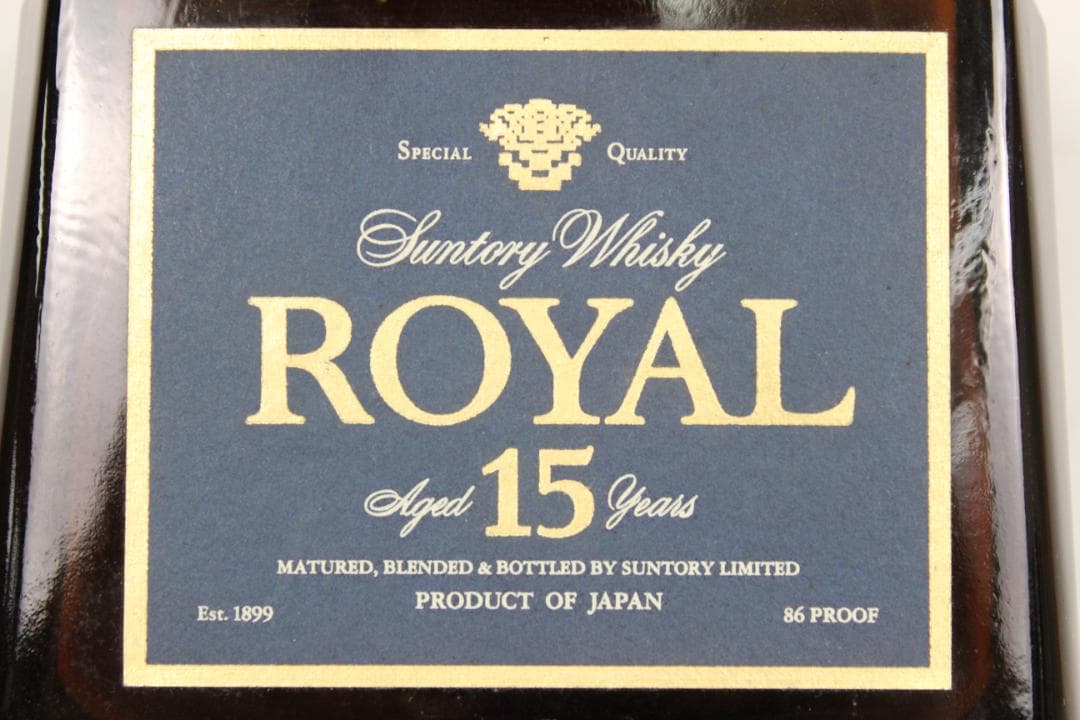 SPECIAL QUALITY
Suntory Whisky
ROYAL
Aged 15 Years
MATURED, BLENDED & BOTTLED BY SUNTORY LIMITED
PRODUCT OF JAPAN
Est. 1899 86 PROOF